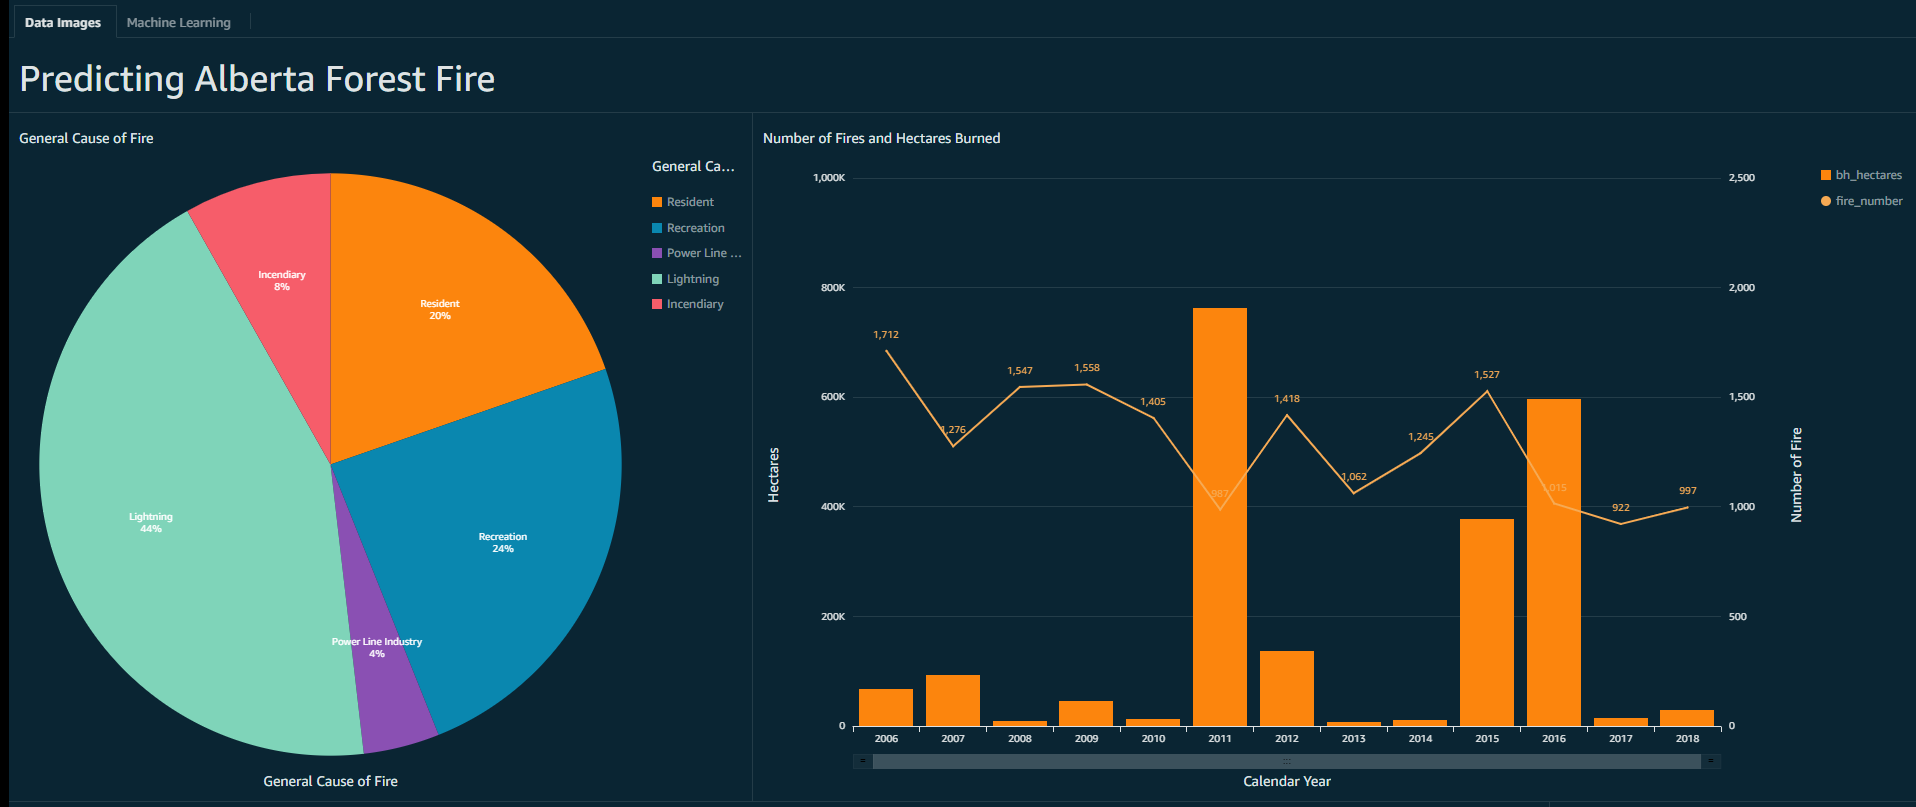 Data Images
Machine Learning
Predicting Alberta Forest Fire
General Cause of Fire
General Ca...
Resident
Recreation
Power Line ...
Lightning
Incendiary
Incendiary
8%
Resident
20%
Lightning
44%
Recreation
24%
Power Line Industry
4%
General Cause of Fire
Number of Fires and Hectares Burned
bh_hectares
fire_number
1,000K
800K
600K
400K
200K
0
Hectares
2,500
2,000
1,500
1,000
500
0
Number of Fire
1,712
1,276
1,547
1,558
1,405
987
1,418
1,062
1,245
1,527
1,015
922
997
2006
2007
2008
2009
2010
2011
2012
2013
2014
2015
2016
2017
2018
Calendar Year